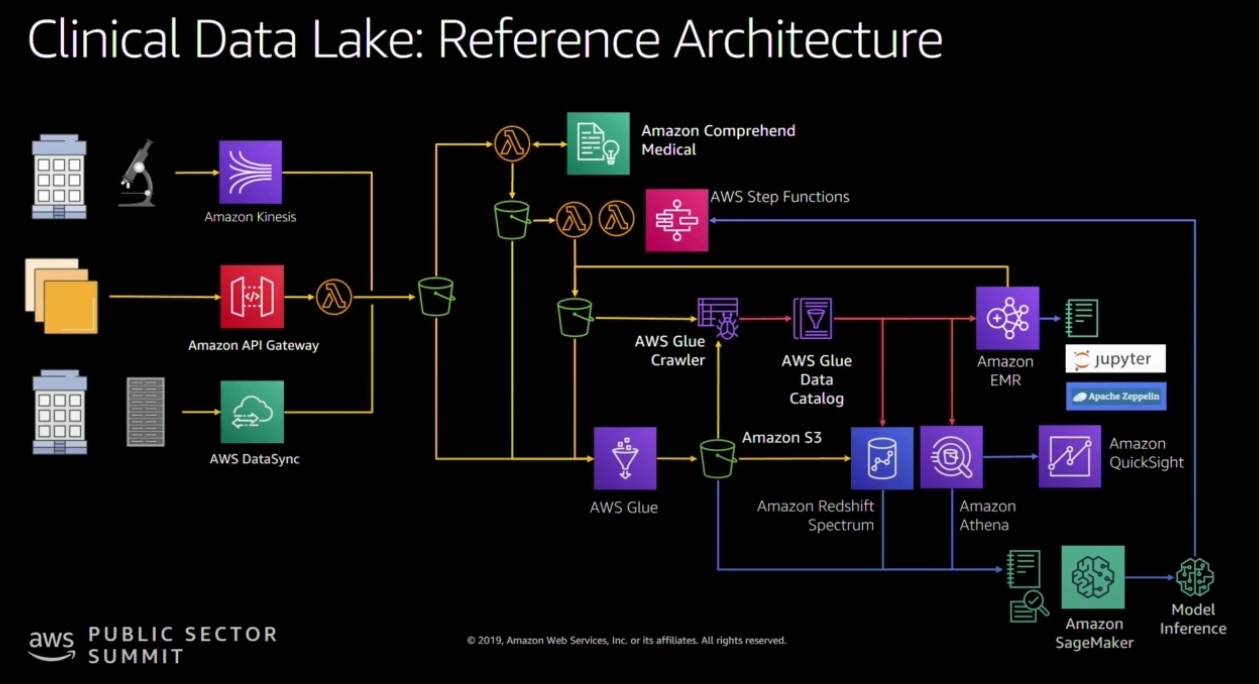 Clinical Data Lake: Reference Architecture
Amazon Comprehend
Medical
AWS Step Functions
Amazon Kinesis
Amazon API Gateway
AWS DataSync
AWS Glue
Crawler
AWS Glue
Data
Catalog
Amazon
EMR
jupyter
Apache Zeppelin
AWS Glue
Amazon S3
Amazon Redshift
Spectrum
Amazon
Athena
Amazon
QuickSight
Amazon
SageMaker
Model
Inference
aws
PUBLIC SECTOR
SUMMIT
© 2019, Amazon Web Services, Inc. or its affiliates. All rights reserved.